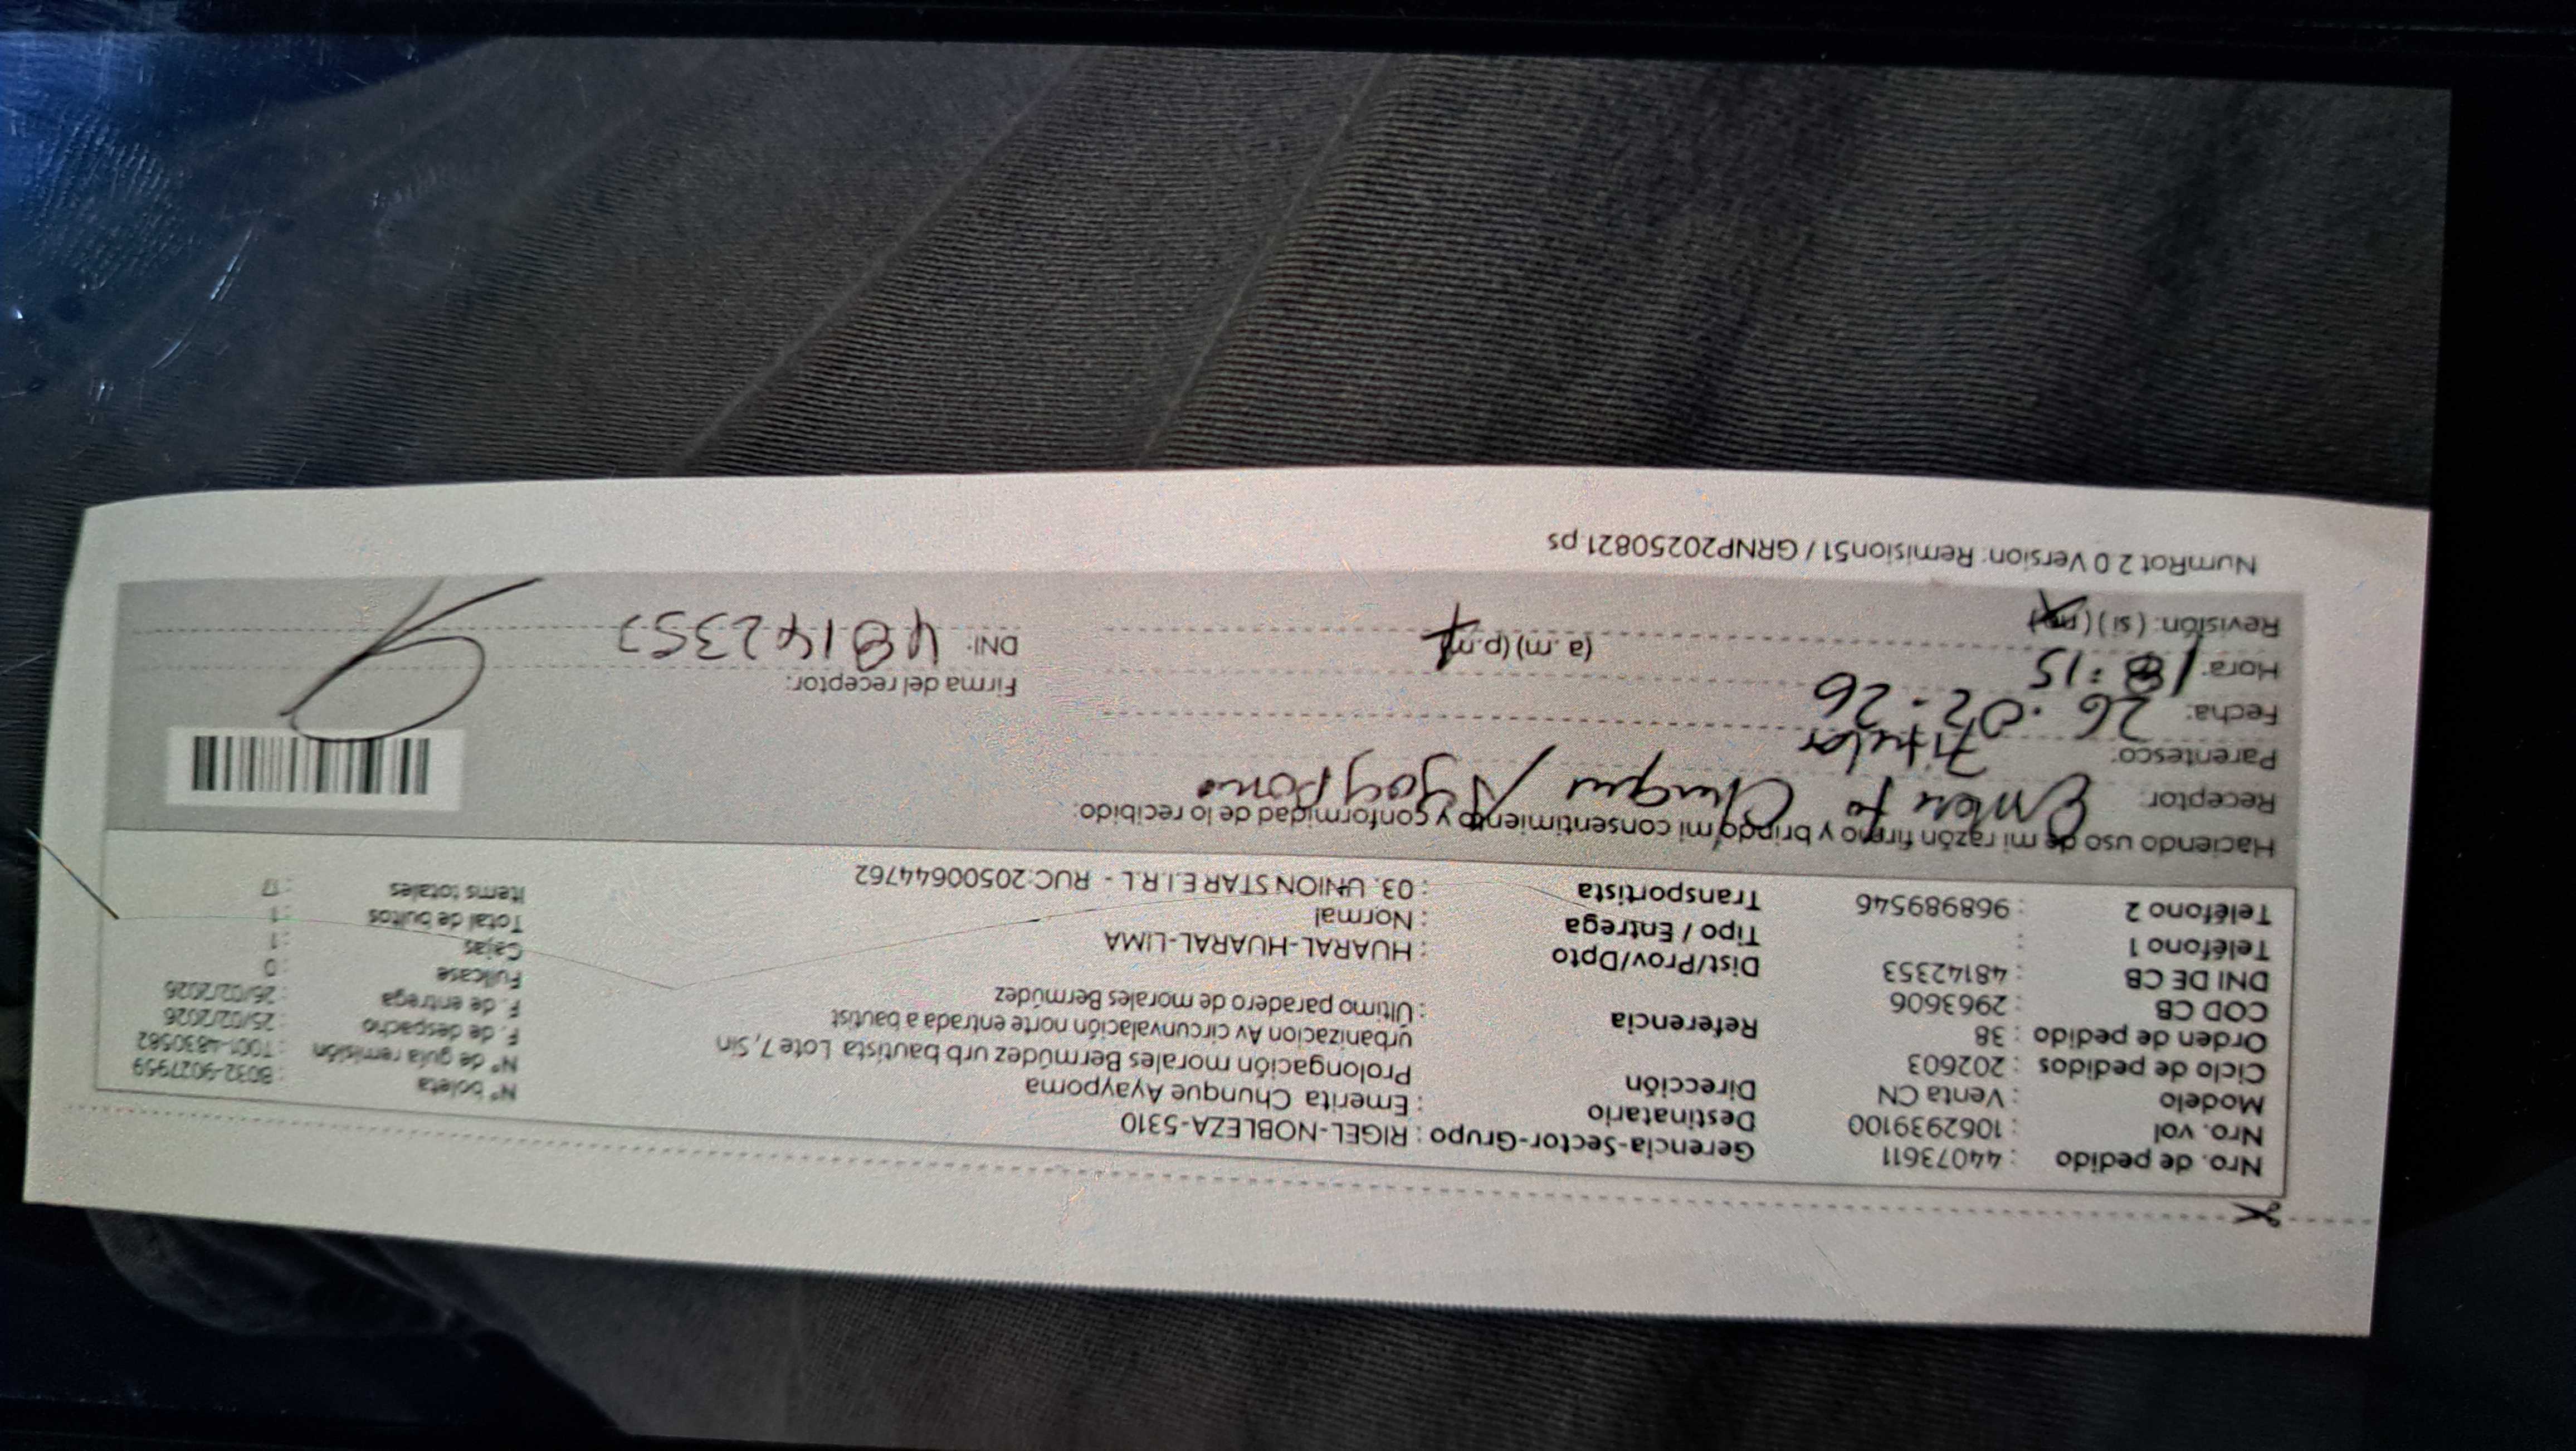 Nro. de pedido : 44073611
Nro. vol : 1062939100
Modelo : Venta CN
Ciclo de pedidos : 202603
Orden de pedido : 38
COD CB : 2963606
DNI DE CB : 48142353
Teléfono 1 :
Teléfono 2 : 968989546
Gerencia-Sector-Grupo : RIGEL-NOBLEZA-5310
Destinatario : Emerita Chunque Ayaypoma
Dirección Prolongación morales Bermúdez urb bautista Lote 7, Sin
urbanizacion Av circunvalación norte entrada a bautist
Referencia : Último paradero de morales Bermúdez
Dist/Prov/Dpto : HUARAL-HUARAL-LIMA
Tipo / Entrega : Normal
Transportista : 03. UNION STAR E.I.R.L - RUC:20500644762
N° boleta : B032-9027959
N° de guía remisión : T001-4830582
F. de despacho : 25/02/2026
F. de entrega : 26/02/2026
Fullcase : 0
Cajas : 1
Total de bultos : 1
Items totales : 17
Haciendo uso de mi razón firmo y brindo mi consentimiento y conformidad de lo recibido:
Receptor: Chunque
Parentesco: Titular
Fecha: 26.02.26
Hora: 18:15 (a.m) (p.m)
Revisión: (si) (no)
Firma del receptor:
DNI: 48142353
NumRot 2.0 Version: Remision51 / GRNP20250821.ps